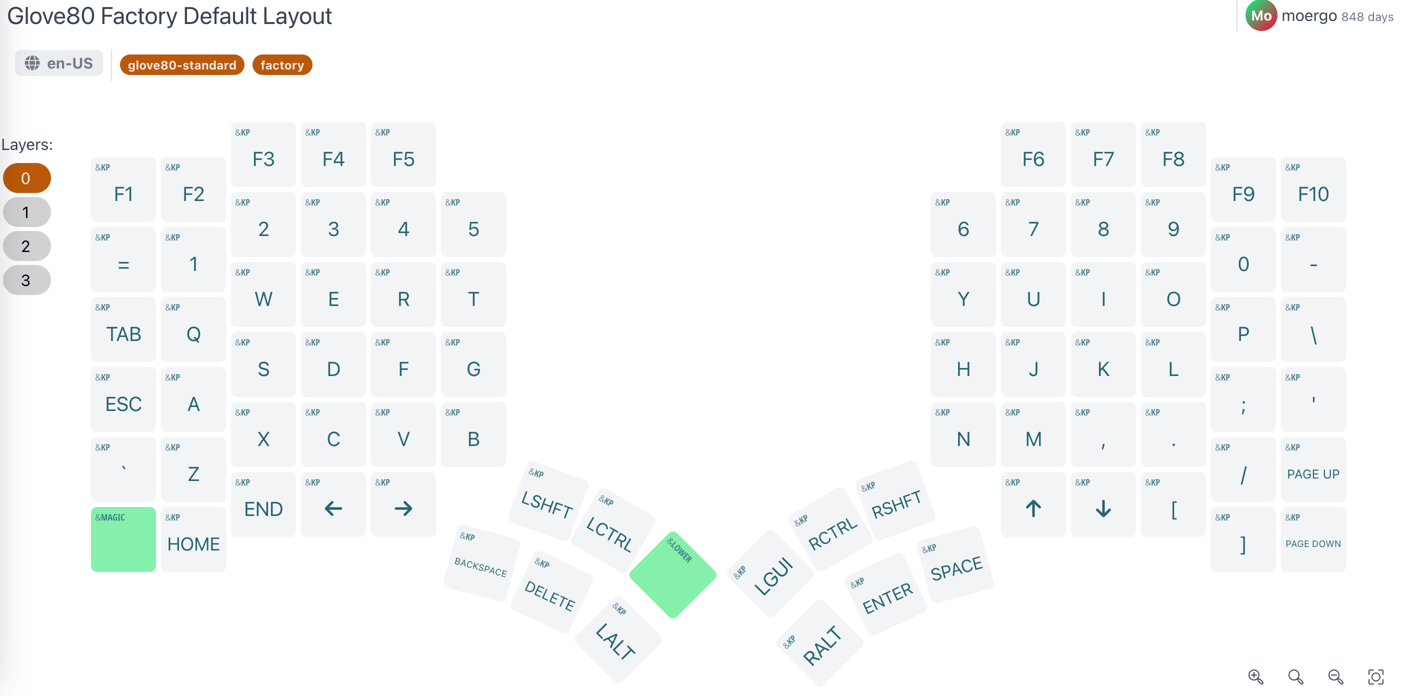 Glove80 Factory Default Layout
Mo moergo 848 days
en-US glove80-standard factory
Layers:
0
1
2
3
&KP F3 &KP F4 &KP F5 &KP F6 &KP F7 &KP F8
&KP F1 &KP F2 &KP F9 &KP F10
&KP 2 &KP 3 &KP 4 &KP 5 &KP 6 &KP 7 &KP 8 &KP 9
&KP = &KP 1 &KP 0 &KP -
&KP W &KP E &KP R &KP T &KP Y &KP U &KP I &KP O
&KP TAB &KP Q &KP P &KP \
&KP S &KP D &KP F &KP G &KP H &KP J &KP K &KP L
&KP ESC &KP A &KP ; &KP '
&KP X &KP C &KP V &KP B &KP N &KP M &KP , &KP .
&KP ` &KP Z &KP / &KP PAGE UP
&KP END &KP ← &KP → &KP ↑ &KP ↓ &KP [
&MAGIC &KP HOME &KP ] &KP PAGE DOWN
&KP LSHFT &KP LCTRL &LOWER &KP LGUI &KP RCTRL &KP RSHFT
&KP BACKSPACE &KP DELETE &KP LALT &KP RALT &KP ENTER &KP SPACE